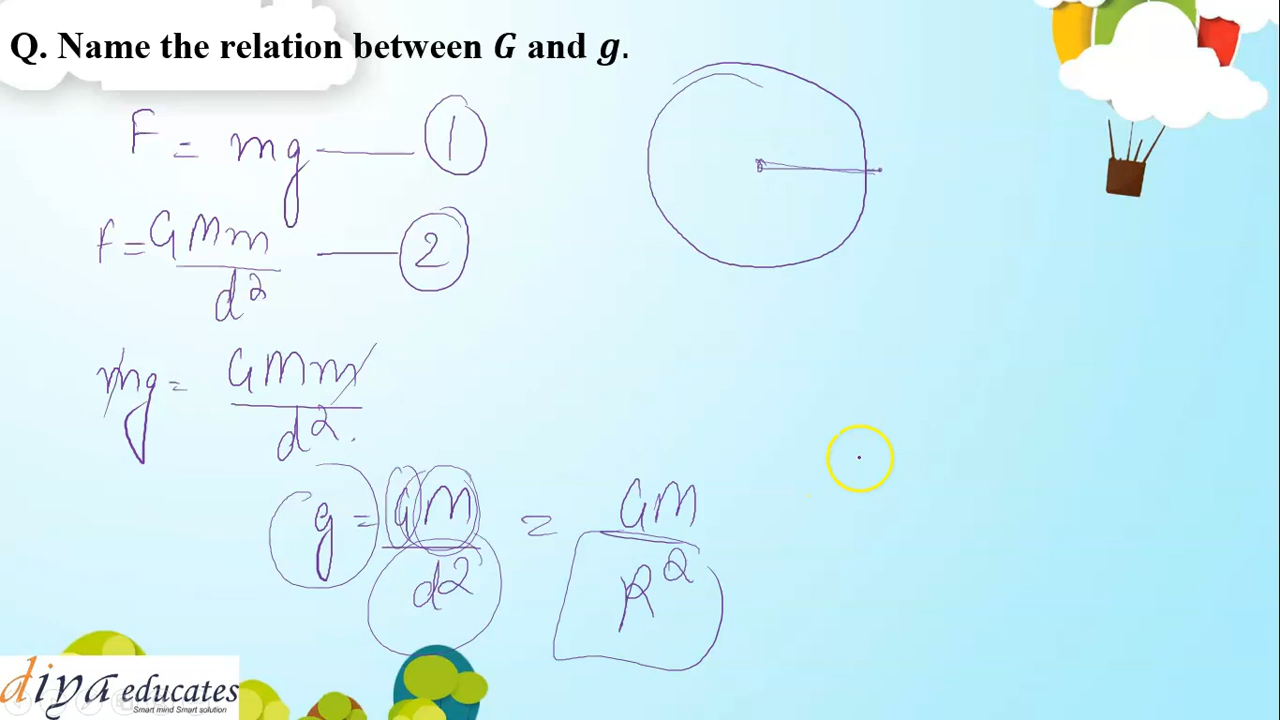 Q. Name the relation between G and g.
F = mg —— 1
F = GMm/d² —— 2
mg = GMm/d².
g = GM/d² = GM/R²
diya educates
Smart mind Smart solution